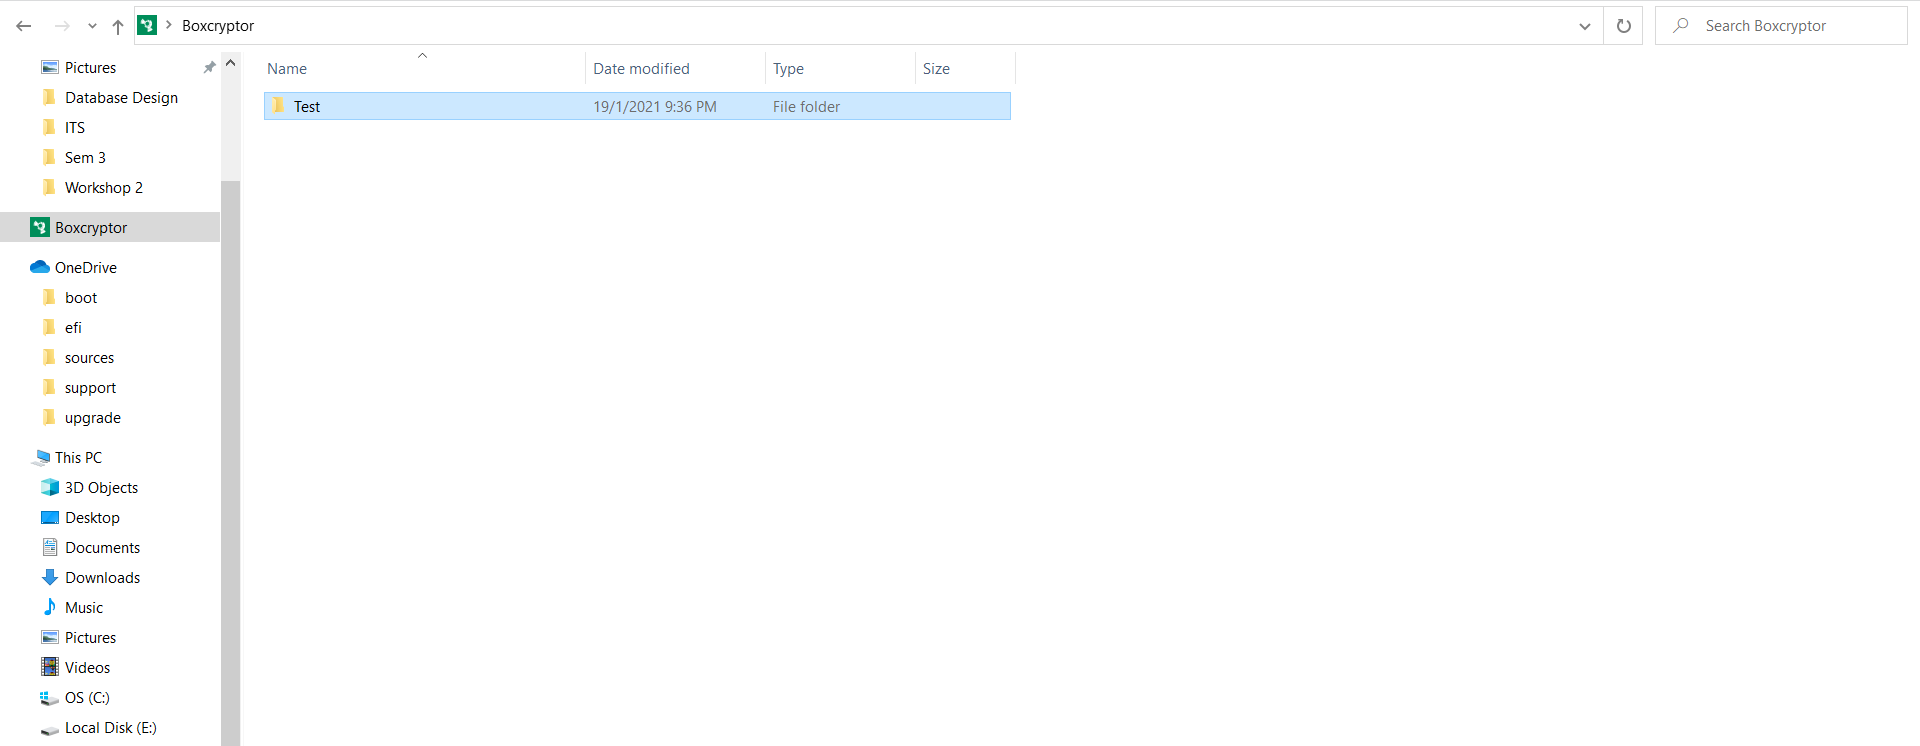 Boxcryptor
Search Boxcryptor
Pictures
Database Design
ITS
Sem 3
Workshop 2
Boxcryptor
OneDrive
boot
efi
sources
support
upgrade
This PC
3D Objects
Desktop
Documents
Downloads
Music
Pictures
Videos
OS (C:)
Local Disk (E:)
Name Date modified Type Size
Test 19/1/2021 9:36 PM File folder